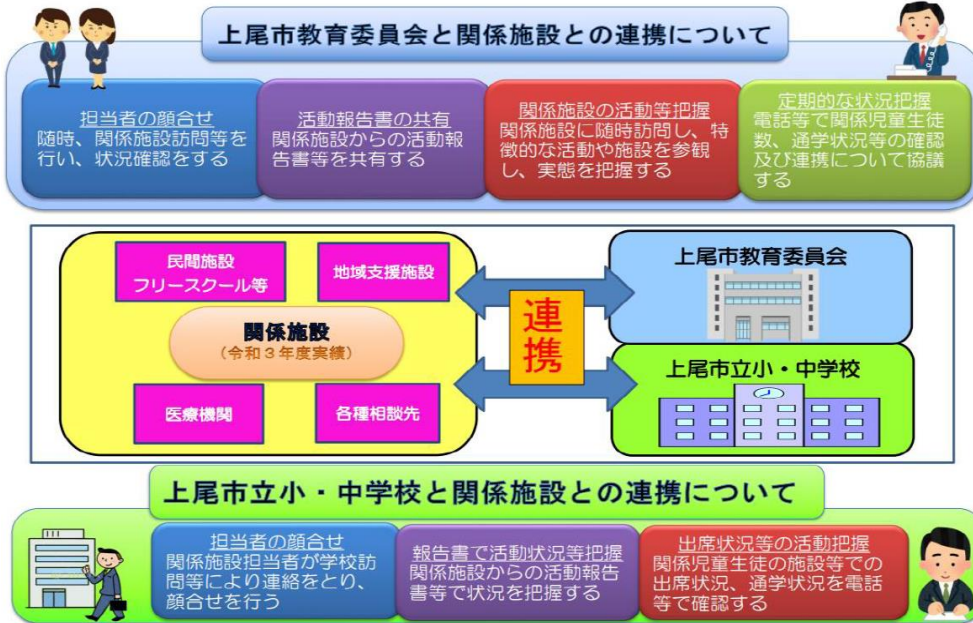 上尾市教育委員会と関係施設との連携について
担当者の顔合せ
随時、関係施設訪問等を
行い、状況確認をする
活動報告書の共有
関係施設からの活動報
告書等を共有する
関係施設の活動等把握
関係施設に随時訪問し、特
徴的な活動や施設を参観
し、実態を把握する
定期的な状況把握
電話等で関係児童生徒
数、通学状況等の確認
及び連携について協議
する
民間施設
フリースクール等
地域支援施設
関係施設
（令和３年度実績）
医療機関
各種相談先
連
携
上尾市教育委員会
上尾市立小・中学校
上尾市立小・中学校と関係施設との連携について
担当者の顔合せ
関係施設担当者が学校訪
問等により連絡をとり、
顔合せを行う
報告書で活動状況等把握
関係施設からの活動報告
書等で状況を把握する
出席状況等の活動把握
関係児童生徒の施設等での
出席状況、通学状況を電話
等で確認する